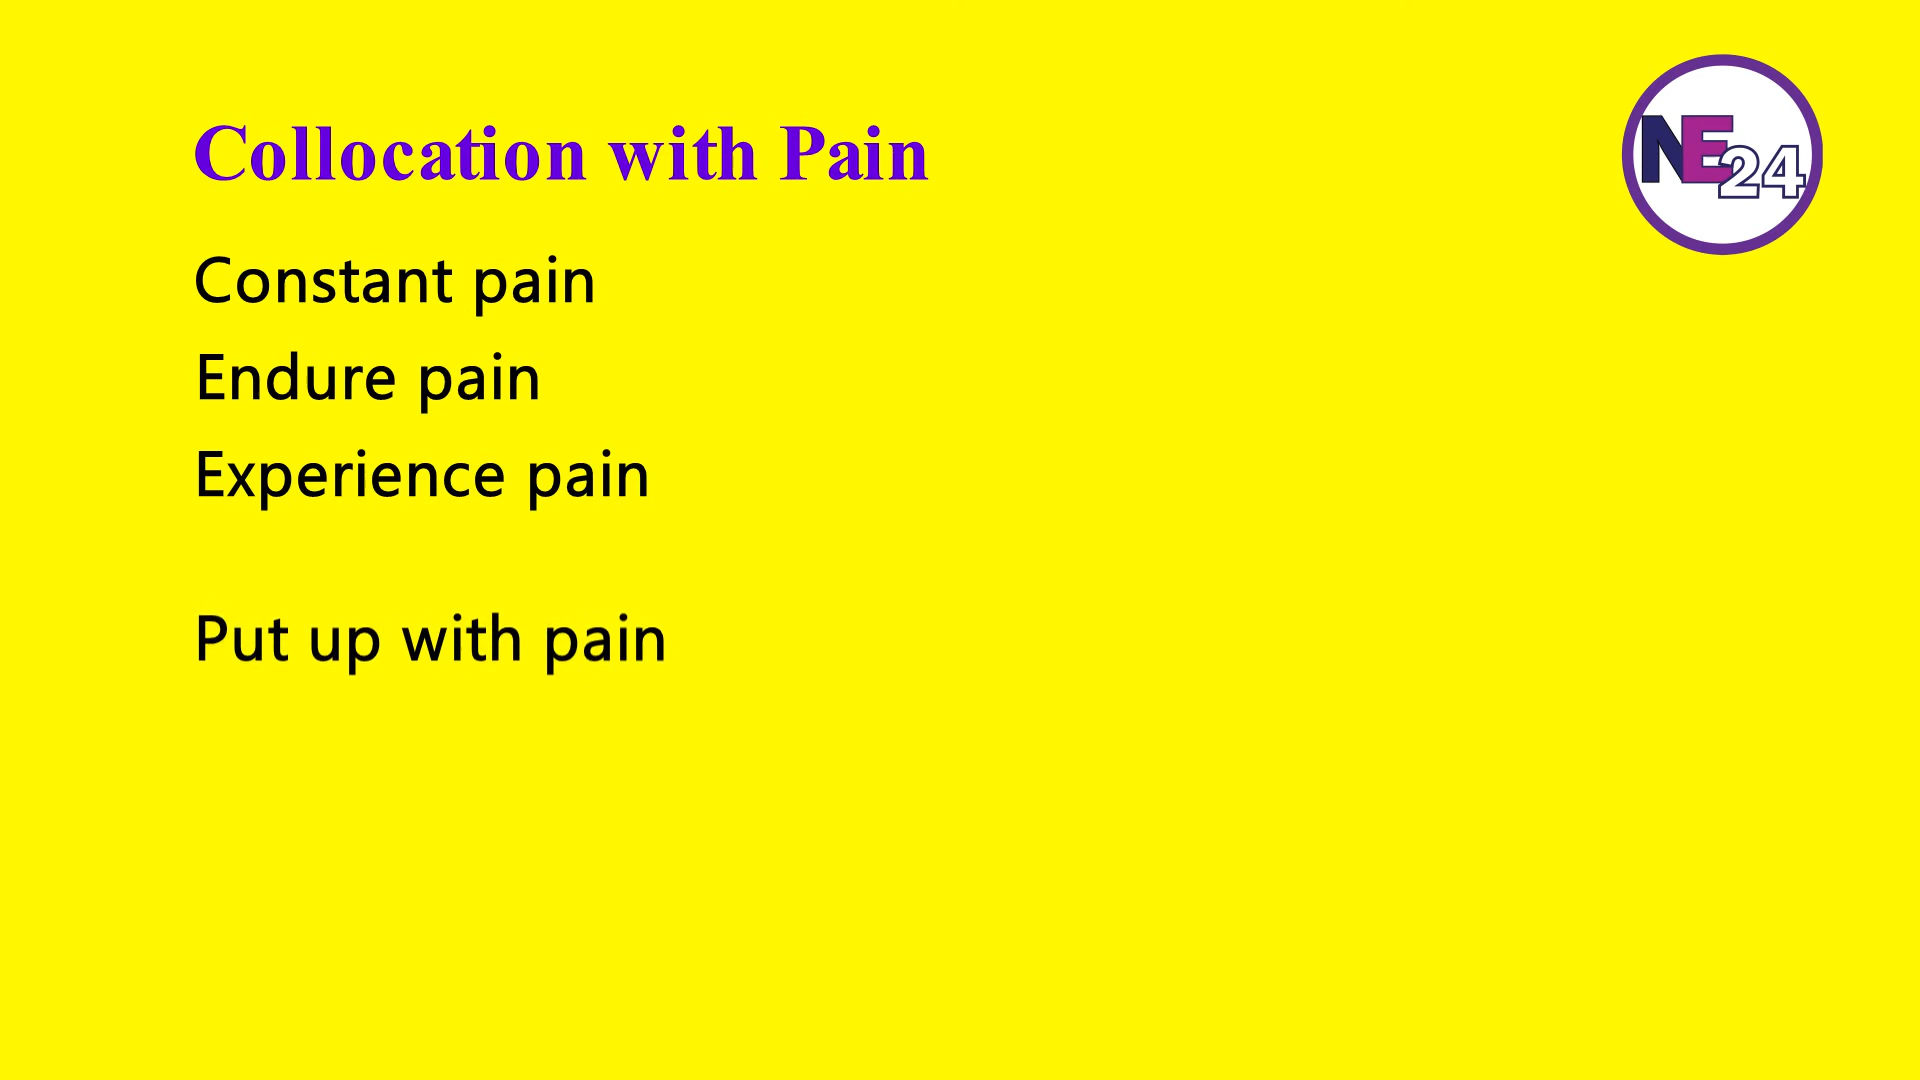 Collocation with Pain
NE24
Constant pain
Endure pain
Experience pain
Put up with pain